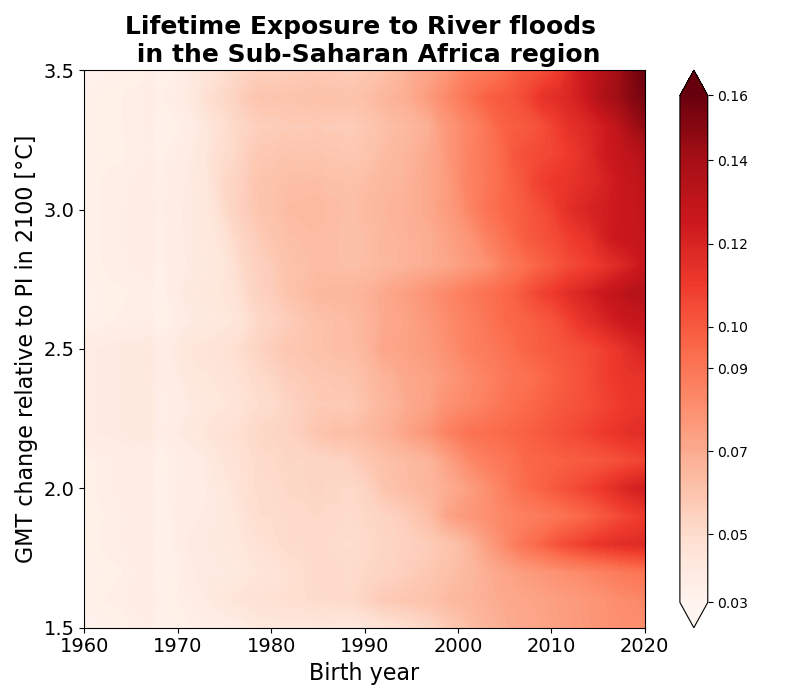 Lifetime Exposure to River floods
in the Sub-Saharan Africa region
GMT change relative to PI in 2100 [°C]
3.5
3.0
2.5
2.0
1.5
1960 1970 1980 1990 2000 2010 2020
Birth year
0.16
0.14
0.12
0.10
0.09
0.07
0.05
0.03